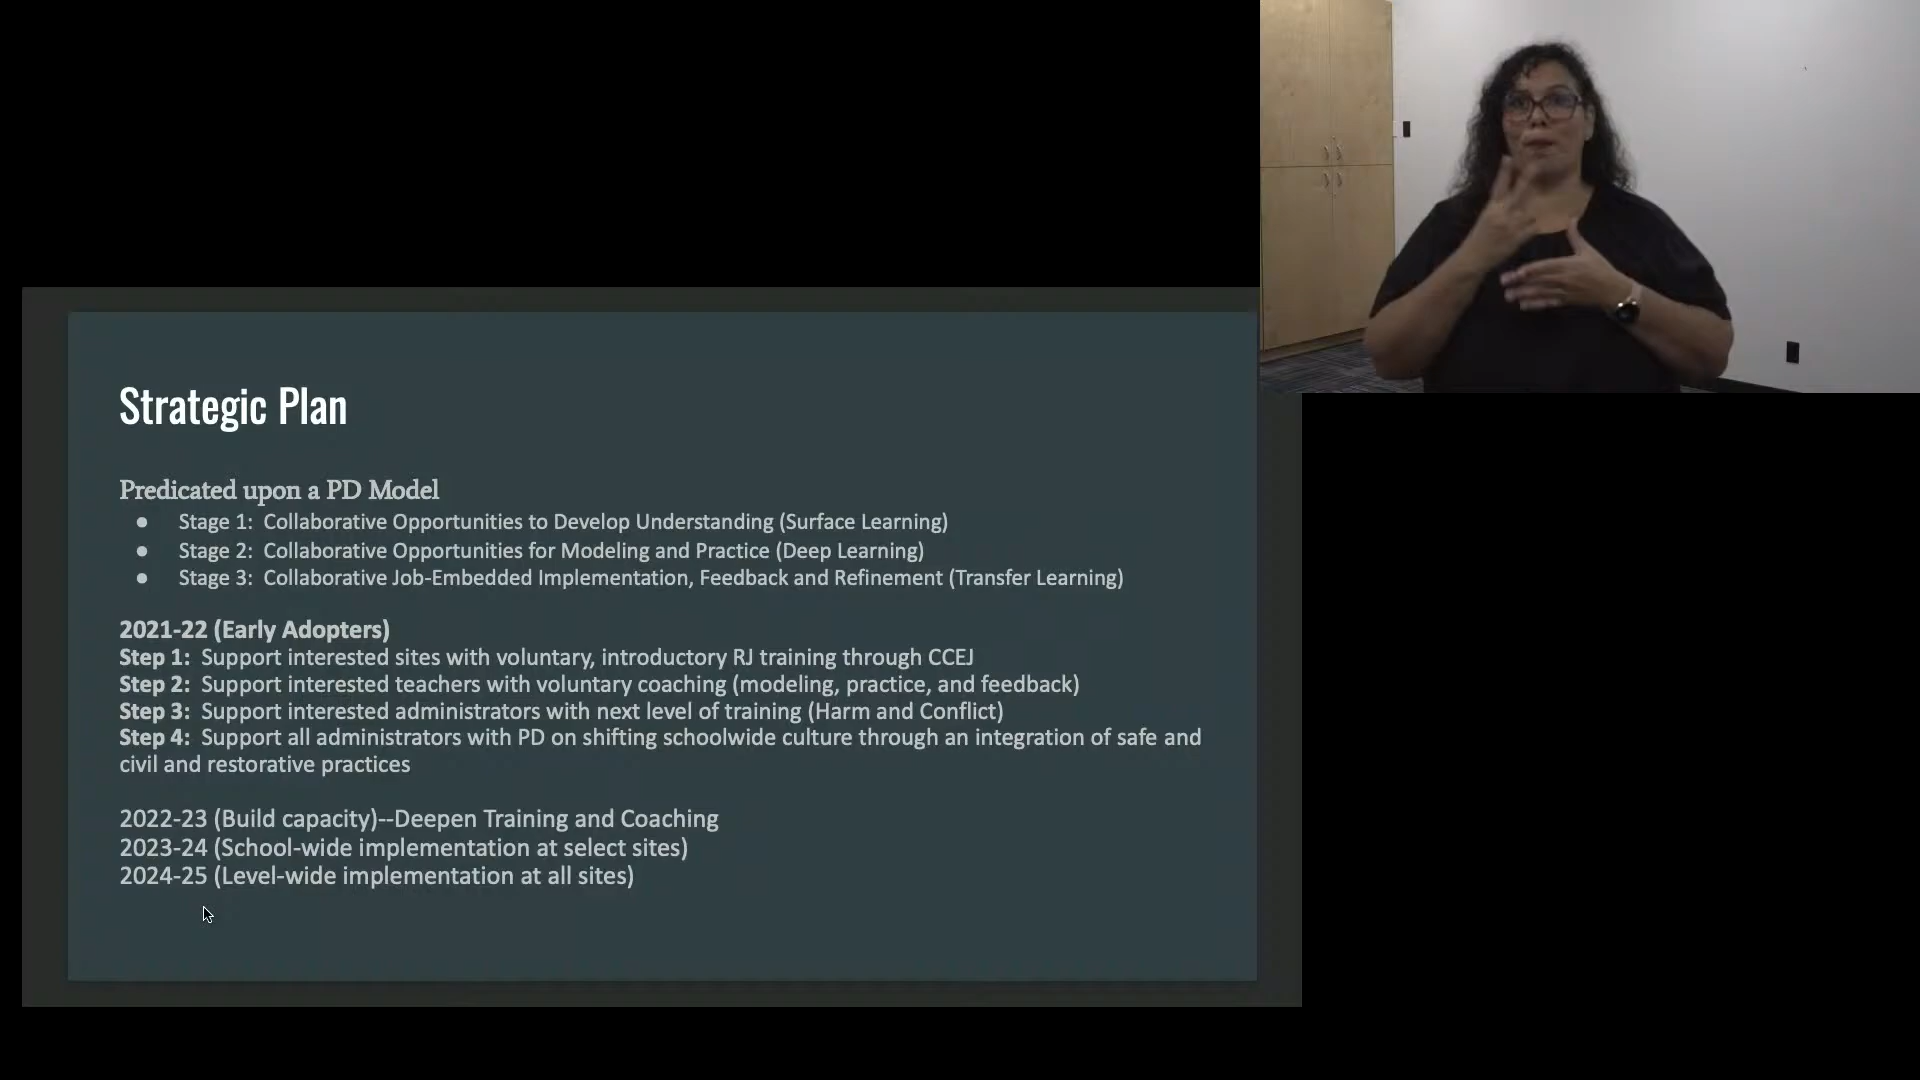 Strategic Plan
Predicated upon a PD Model
● Stage 1: Collaborative Opportunities to Develop Understanding (Surface Learning)
● Stage 2: Collaborative Opportunities for Modeling and Practice (Deep Learning)
● Stage 3: Collaborative Job-Embedded Implementation, Feedback and Refinement (Transfer Learning)
2021-22 (Early Adopters)
Step 1: Support interested sites with voluntary, introductory RJ training through CCEJ
Step 2: Support interested teachers with voluntary coaching (modeling, practice, and feedback)
Step 3: Support interested administrators with next level of training (Harm and Conflict)
Step 4: Support all administrators with PD on shifting schoolwide culture through an integration of safe and
civil and restorative practices
2022-23 (Build capacity)--Deepen Training and Coaching
2023-24 (School-wide implementation at select sites)
2024-25 (Level-wide implementation at all sites)